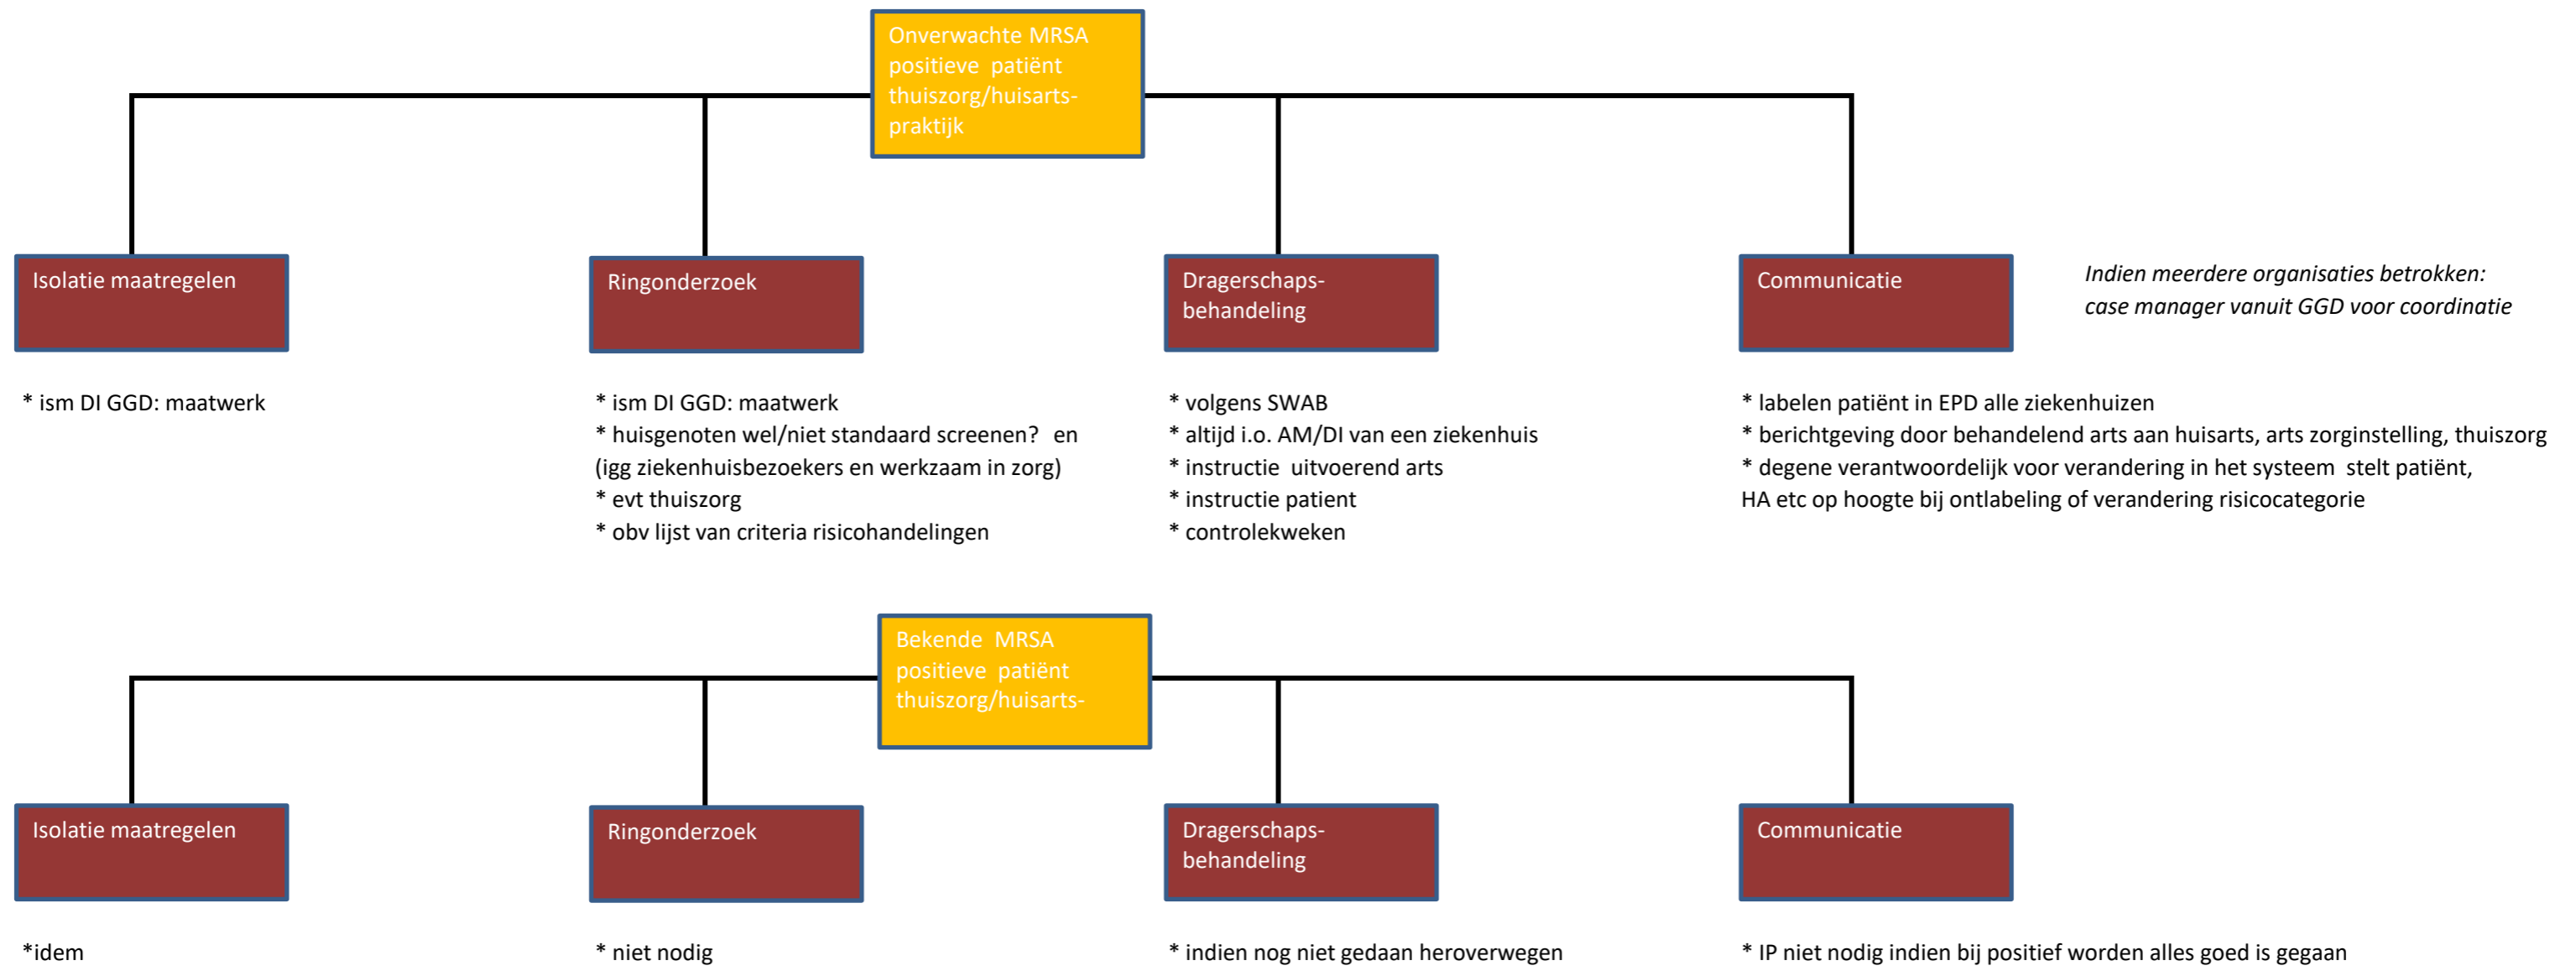 Onverwachte MRSA
positieve patiënt
thuiszorg/huisarts-
praktijk
Isolatie maatregelen
* ism DI GGD: maatwerk
Ringonderzoek
* ism DI GGD: maatwerk
* huisgenoten wel/niet standaard screenen? en
(igg ziekenhuisbezoekers en werkzaam in zorg)
* evt thuiszorg
* obv lijst van criteria risicohandelingen
Dragerschaps-
behandeling
* volgens SWAB
* altijd i.o. AM/DI van een ziekenhuis
* instructie uitvoerend arts
* instructie patient
* controlekweken
Communicatie
Indien meerdere organisaties betrokken:
case manager vanuit GGD voor coordinatie
* labelen patiënt in EPD alle ziekenhuizen
* berichtgeving door behandelend arts aan huisarts, arts zorginstelling, thuiszorg
* degene verantwoordelijk voor verandering in het systeem stelt patiënt,
HA etc op hoogte bij ontlabeling of verandering risicocategorie
Bekende MRSA
positieve patiënt
thuiszorg/huisarts-
Isolatie maatregelen
*idem
Ringonderzoek
* niet nodig
Dragerschaps-
behandeling
* indien nog niet gedaan heroverwegen
Communicatie
* IP niet nodig indien bij positief worden alles goed is gegaan